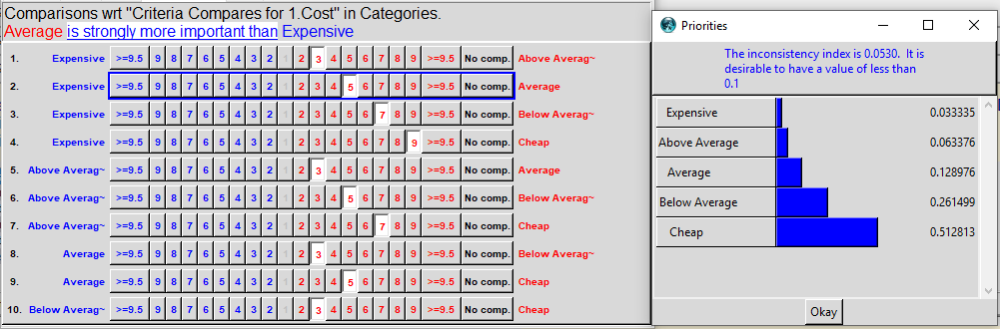 Comparisons wrt "Criteria Compares for 1.Cost" in Categories.
Average is strongly more important than Expensive
1. Expensive >=9.5 9 8 7 6 5 4 3 2 1 2 3 4 5 6 7 8 9 >=9.5 No comp. Above Averag~
2. Expensive >=9.5 9 8 7 6 5 4 3 2 1 2 3 4 5 6 7 8 9 >=9.5 No comp. Average
3. Expensive >=9.5 9 8 7 6 5 4 3 2 1 2 3 4 5 6 7 8 9 >=9.5 No comp. Below Averag~
4. Expensive >=9.5 9 8 7 6 5 4 3 2 1 2 3 4 5 6 7 8 9 >=9.5 No comp. Cheap
5. Above Averag~ >=9.5 9 8 7 6 5 4 3 2 1 2 3 4 5 6 7 8 9 >=9.5 No comp. Average
6. Above Averag~ >=9.5 9 8 7 6 5 4 3 2 1 2 3 4 5 6 7 8 9 >=9.5 No comp. Below Averag~
7. Above Averag~ >=9.5 9 8 7 6 5 4 3 2 1 2 3 4 5 6 7 8 9 >=9.5 No comp. Cheap
8. Average >=9.5 9 8 7 6 5 4 3 2 1 2 3 4 5 6 7 8 9 >=9.5 No comp. Below Averag~
9. Average >=9.5 9 8 7 6 5 4 3 2 1 2 3 4 5 6 7 8 9 >=9.5 No comp. Cheap
10. Below Averag~ >=9.5 9 8 7 6 5 4 3 2 1 2 3 4 5 6 7 8 9 >=9.5 No comp. Cheap
Priorities
The inconsistency index is 0.0530. It is
desirable to have a value of less than
0.1
Expensive 0.033335
Above Average 0.063376
Average 0.128976
Below Average 0.261499
Cheap 0.512813
Okay